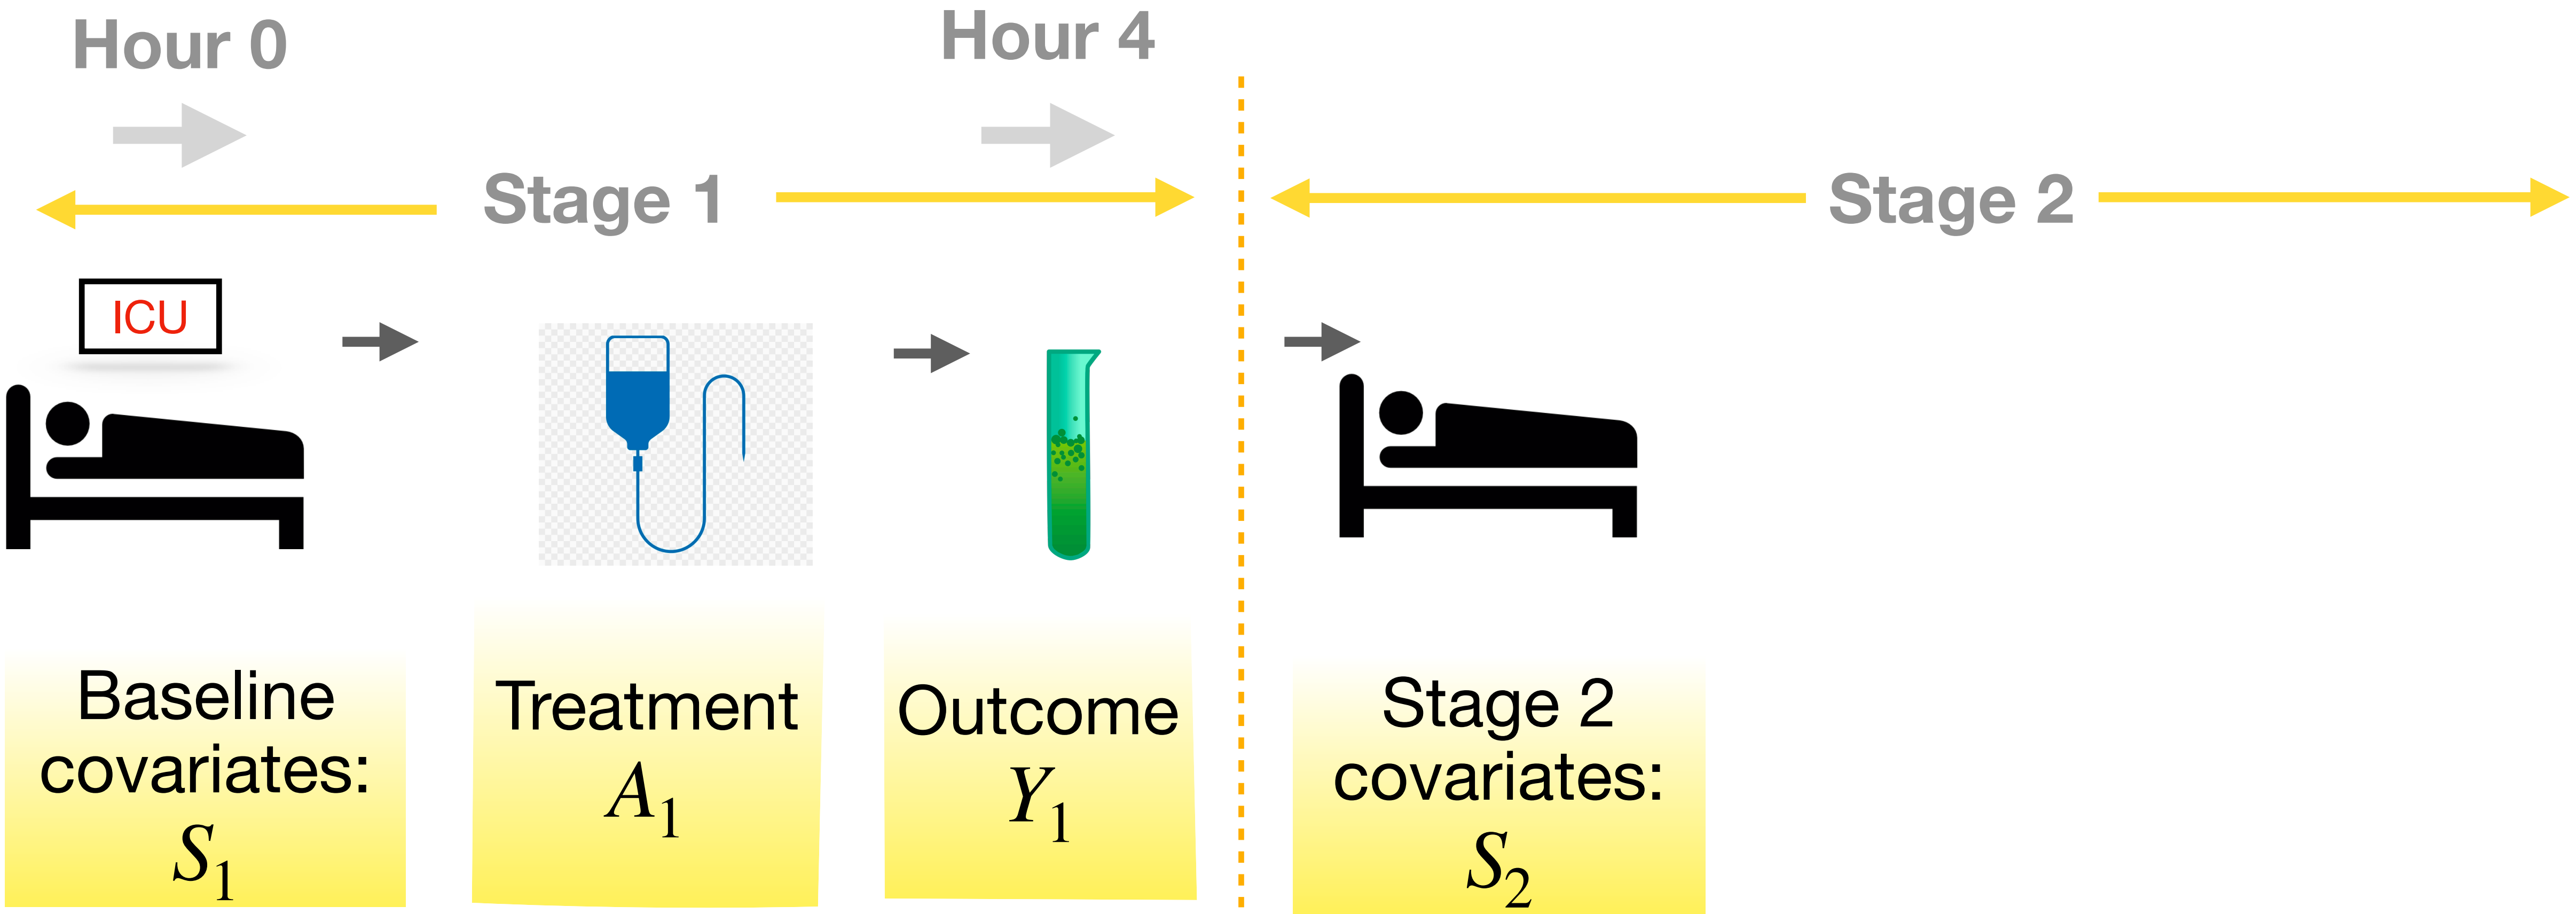 Hour 0
Hour 4
Stage 1
Stage 2
ICU
Baseline
covariates:
S₁
Treatment
A₁
Outcome
Y₁
Stage 2
covariates:
S₂